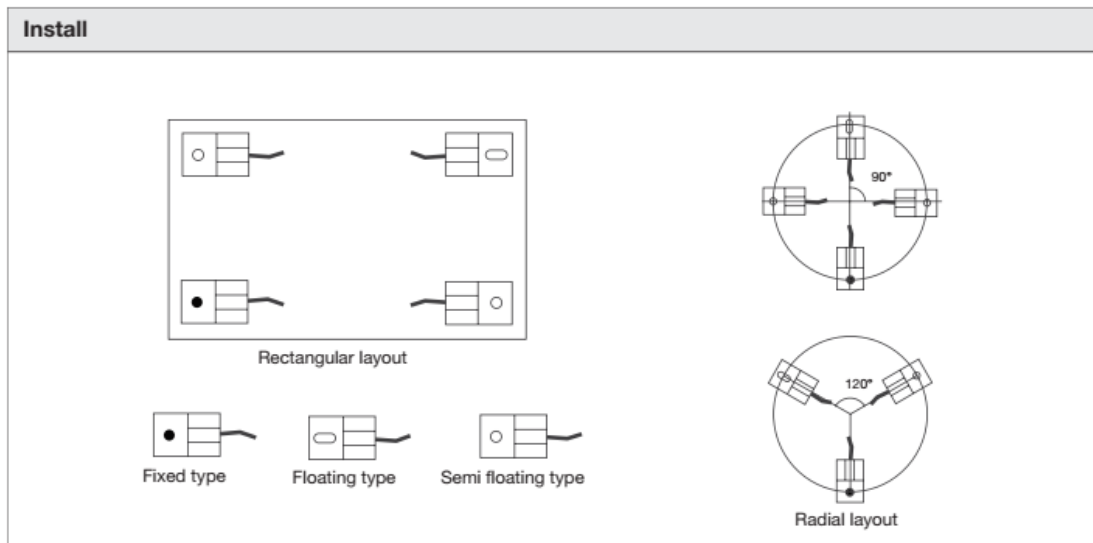 Install
90°
Rectangular layout
120°
Fixed type
Floating type
Semi floating type
Radial layout